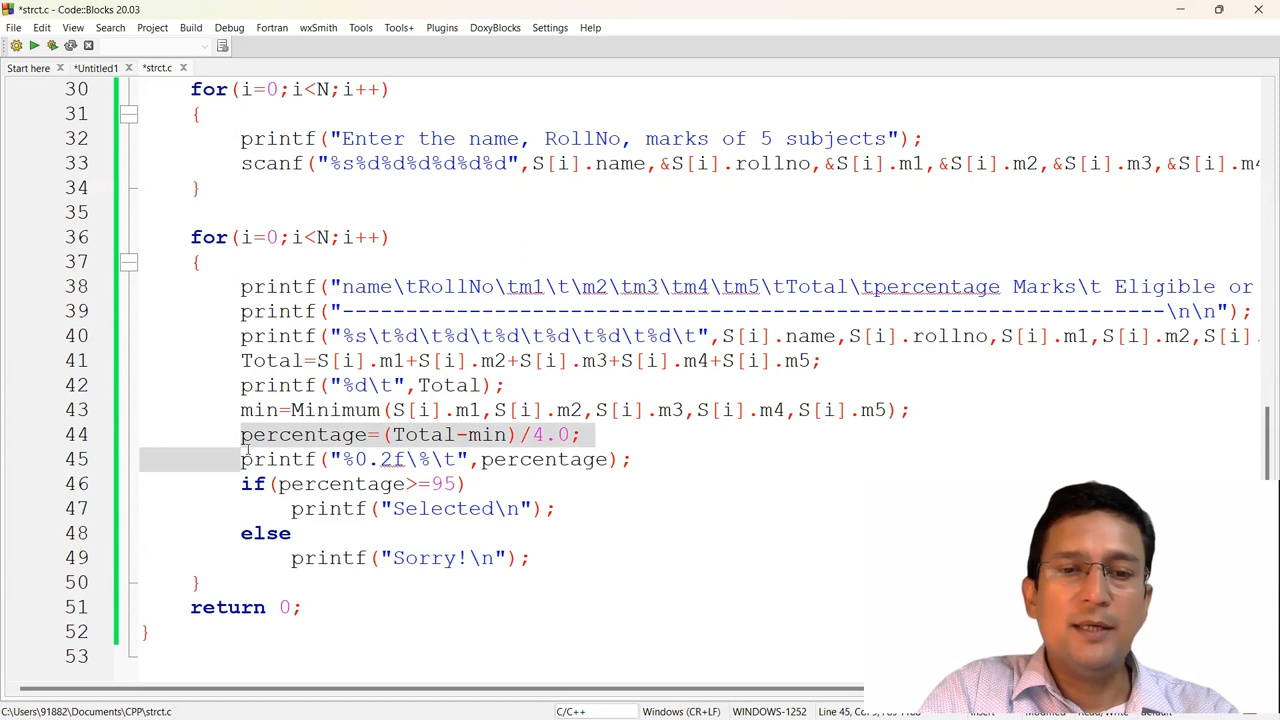 *strct.c - Code::Blocks 20.03
File Edit View Search Project Build Debug Fortran wxSmith Tools Tools+ Plugins DoxyBlocks Settings Help
Start here *Untitled1 *strct.c
30 for(i=0;i<N;i++)
31 {
32 printf("Enter the name, RollNo, marks of 5 subjects");
33 scanf("%s%d%d%d%d%d%d",S[i].name,&S[i].rollno,&S[i].m1,&S[i].m2,&S[i].m3,&S[i].m4
34 }
35
36 for(i=0;i<N;i++)
37 {
38 printf("name\tRollNo\tm1\t\m2\tm3\tm4\tm5\tTotal\tpercentage Marks\t Eligible or
39 printf("-----------------------------------------------------------------\n\n");
40 printf("%s\t%d\t%d\t%d\t%d\t%d\t%d\t",S[i].name,S[i].rollno,S[i].m1,S[i].m2,S[i].
41 Total=S[i].m1+S[i].m2+S[i].m3+S[i].m4+S[i].m5;
42 printf("%d\t",Total);
43 min=Minimum(S[i].m1,S[i].m2,S[i].m3,S[i].m4,S[i].m5);
44 percentage=(Total-min)/4.0;
45 printf("%0.2f\%\t",percentage);
46 if(percentage>=95)
47 printf("Selected\n");
48 else
49 printf("Sorry!\n");
50 }
51 return 0;
52 }
53
C:\Users\91882\Documents\CPP\strct.c C/C++ Windows (CR+LF) WINDOWS-1252